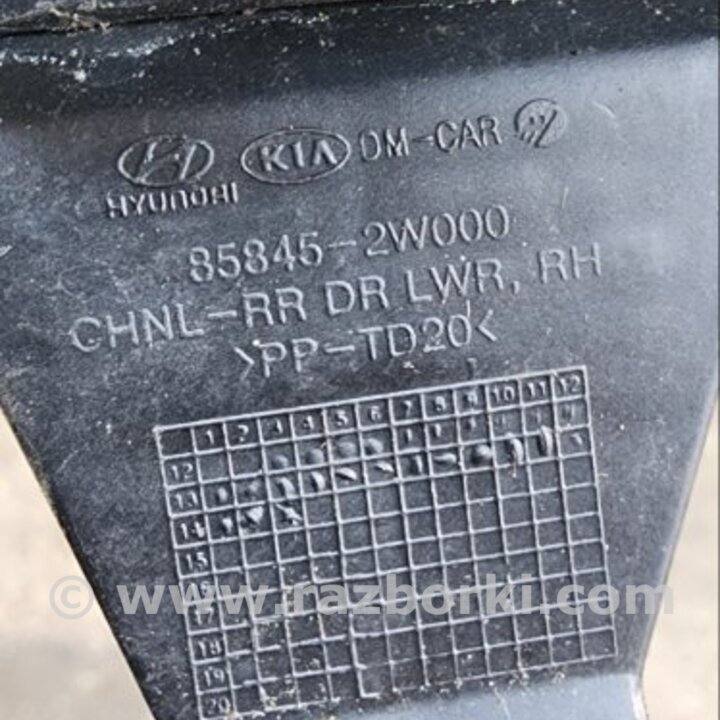 HYUNDAI KIA DM-CAR
85845-2W000
CHNL-RR DR LWR, RH
>PP-TD20<
1 2 3 4 5 6 7 8 9 10 11 12
12
13
14
15
16
17
18
19
20
© www.razborki.com